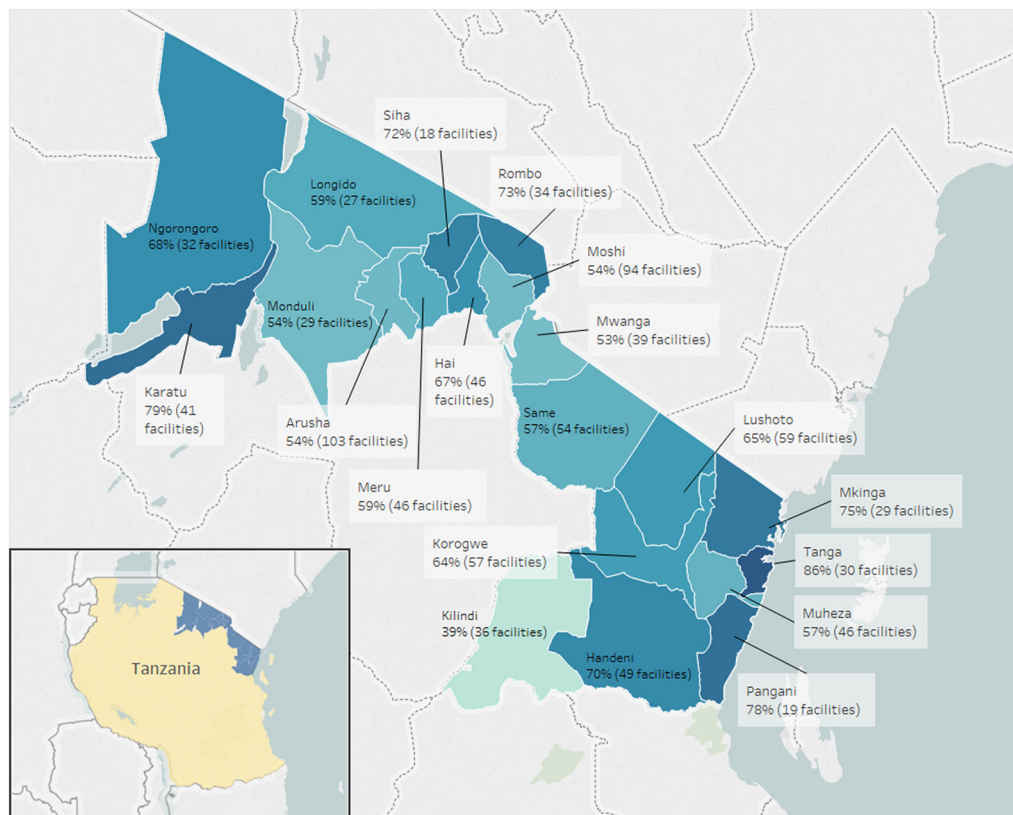 Siha
72% (18 facilities)
Rombo
73% (34 facilities)
Longido
59% (27 facilities)
Ngorongoro
68% (32 facilities)
Moshi
54% (94 facilities)
Monduli
54% (29 facilities)
Mwanga
53% (39 facilities)
Hai
67% (46
facilities)
Karatu
79% (41
facilities)
Arusha
54% (103 facilities)
Same
57% (54 facilities)
Lushoto
65% (59 facilities)
Meru
59% (46 facilities)
Mkinga
75% (29 facilities)
Korogwe
64% (57 facilities)
Tanga
86% (30 facilities)
Kilindi
39% (36 facilities)
Muheza
57% (46 facilities)
Handeni
70% (49 facilities)
Pangani
78% (19 facilities)
Tanzania